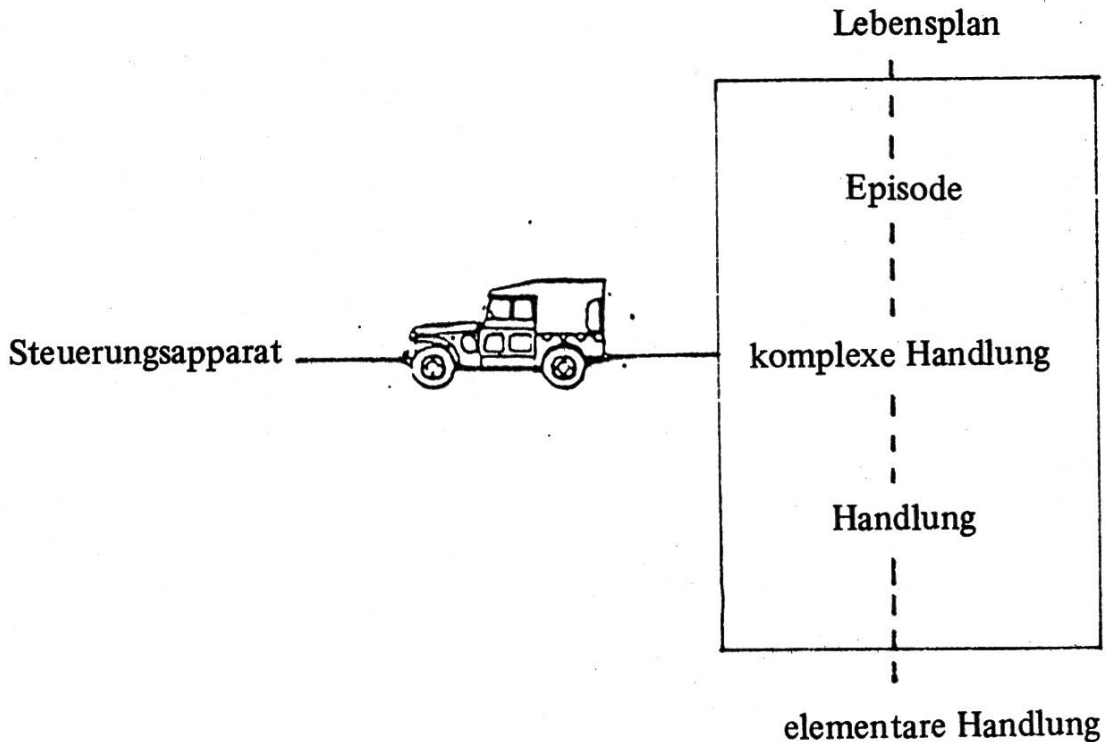 Lebensplan
Episode
Steuerungsapparat
komplexe Handlung
Handlung
elementare Handlung